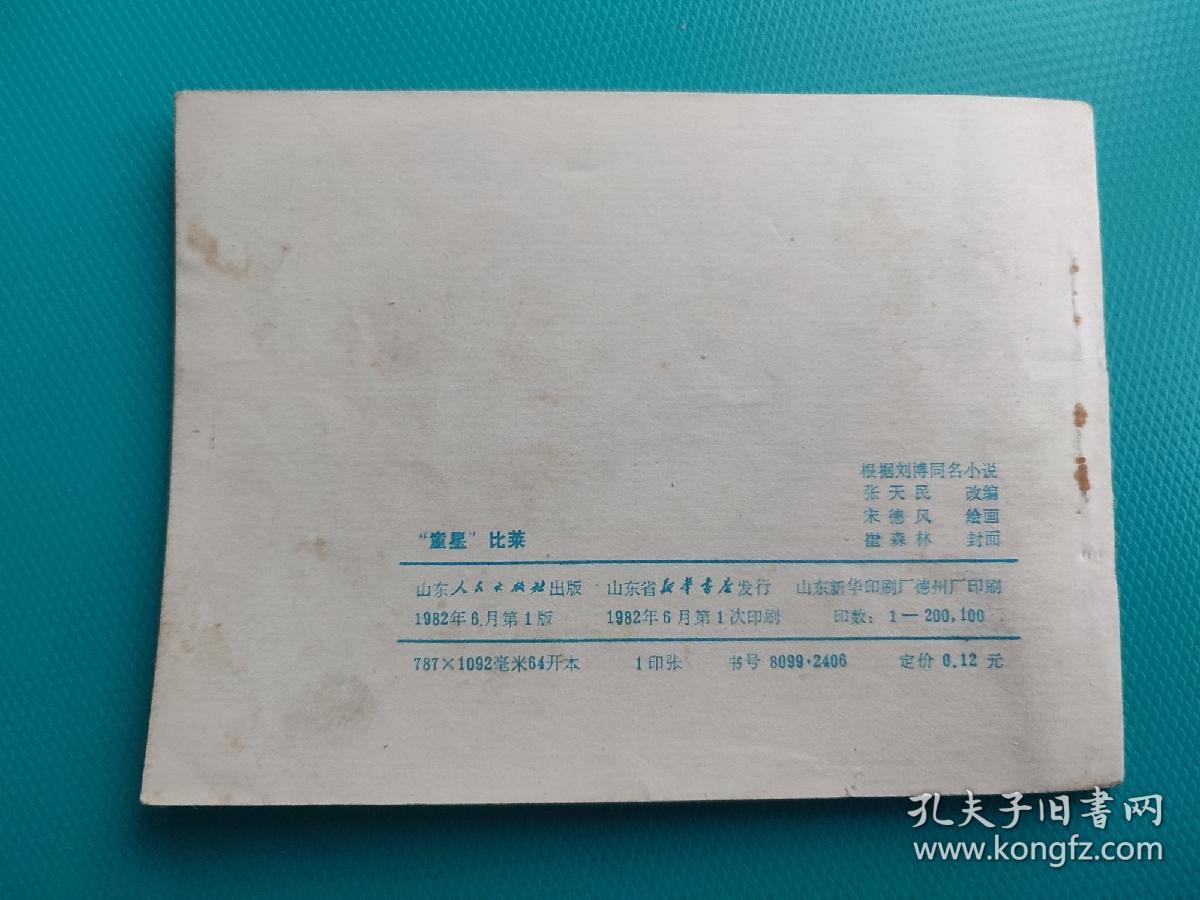 根据刘博同名小说
张天民 改编
宋德风 绘画
崔森林 封面
“童星”比莱
山东人民出版社出版 山东省新华书店发行 山东新华印刷厂德州厂印刷
1982年6月第1版 1982年6月第1次印刷 印数：1—200,100
787×1092毫米64开本 1印张 书号 8099·2406 定价 0.12 元
孔夫子旧书网
www.kongfz.com